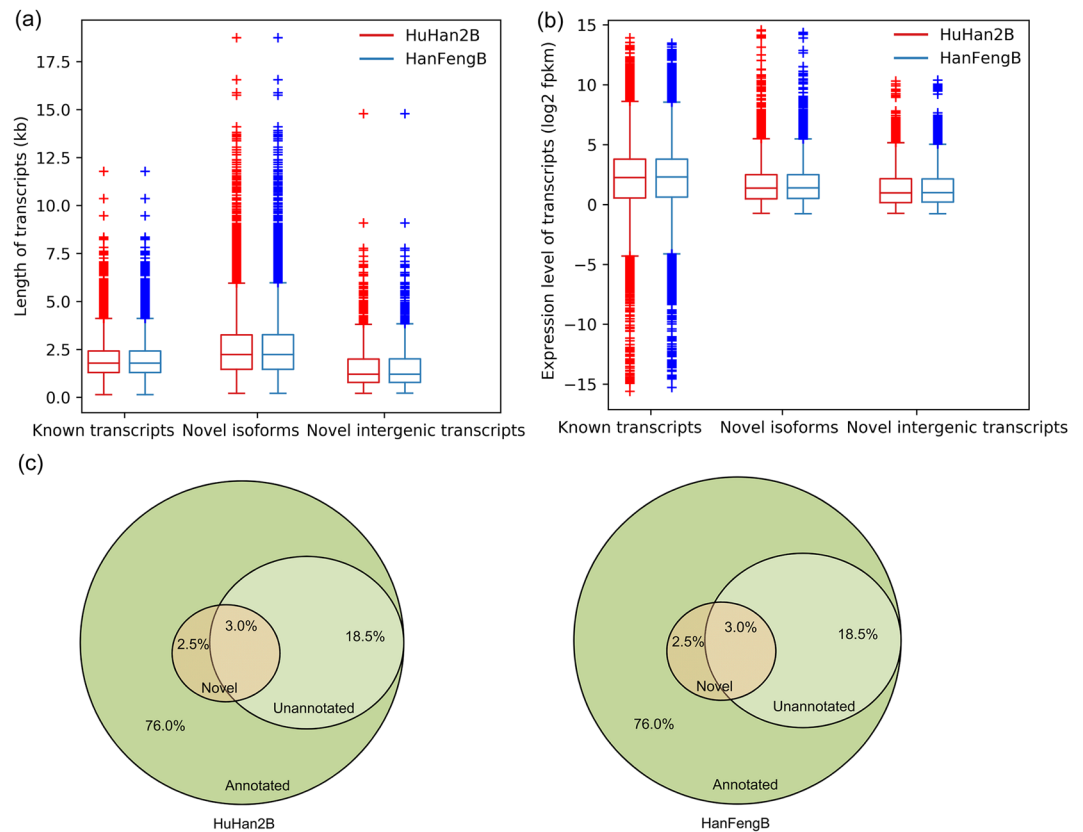 (a)
HuHan2B
HanFengB
Length of transcripts (kb)
17.5
15.0
12.5
10.0
7.5
5.0
2.5
0.0
Known transcripts
Novel isoforms
Novel intergenic transcripts
(b)
HuHan2B
HanFengB
Expression level of transcripts (log2 fpkm)
15
10
5
0
−5
−10
−15
Known transcripts
Novel isoforms
Novel intergenic transcripts
(c)
2.5%
3.0%
18.5%
Novel
Unannotated
76.0%
Annotated
HuHan2B
2.5%
3.0%
18.5%
Novel
Unannotated
76.0%
Annotated
HanFengB